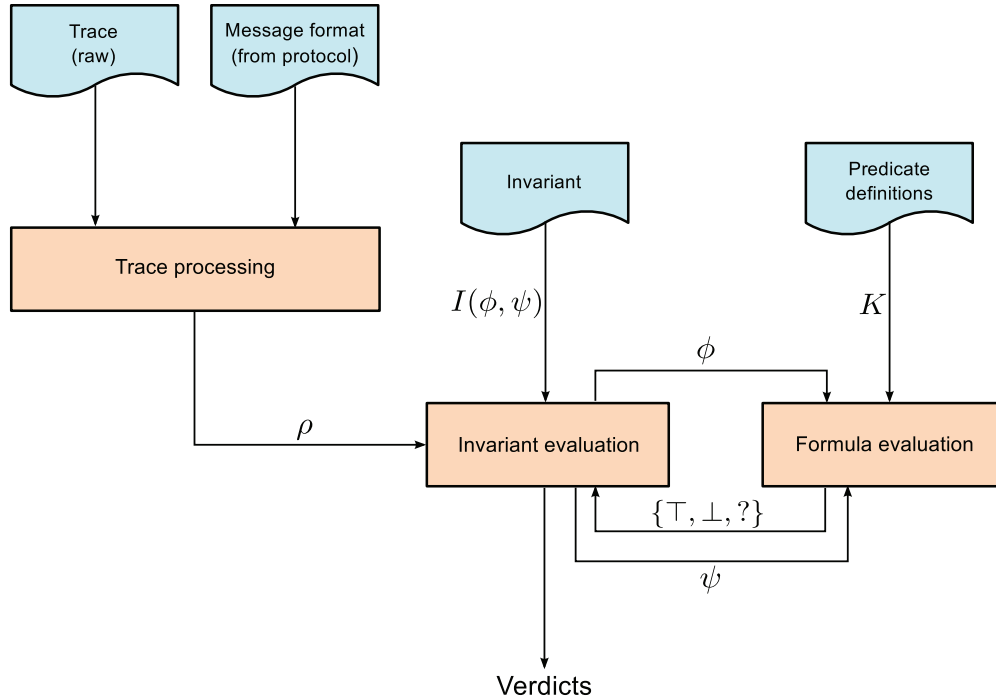 Trace
(raw)
Message format
(from protocol)
Invariant
Predicate
definitions
Trace processing
I(ϕ, ψ)
K
ϕ
ρ
Invariant evaluation
Formula evaluation
{⊤, ⊥, ?}
ψ
Verdicts